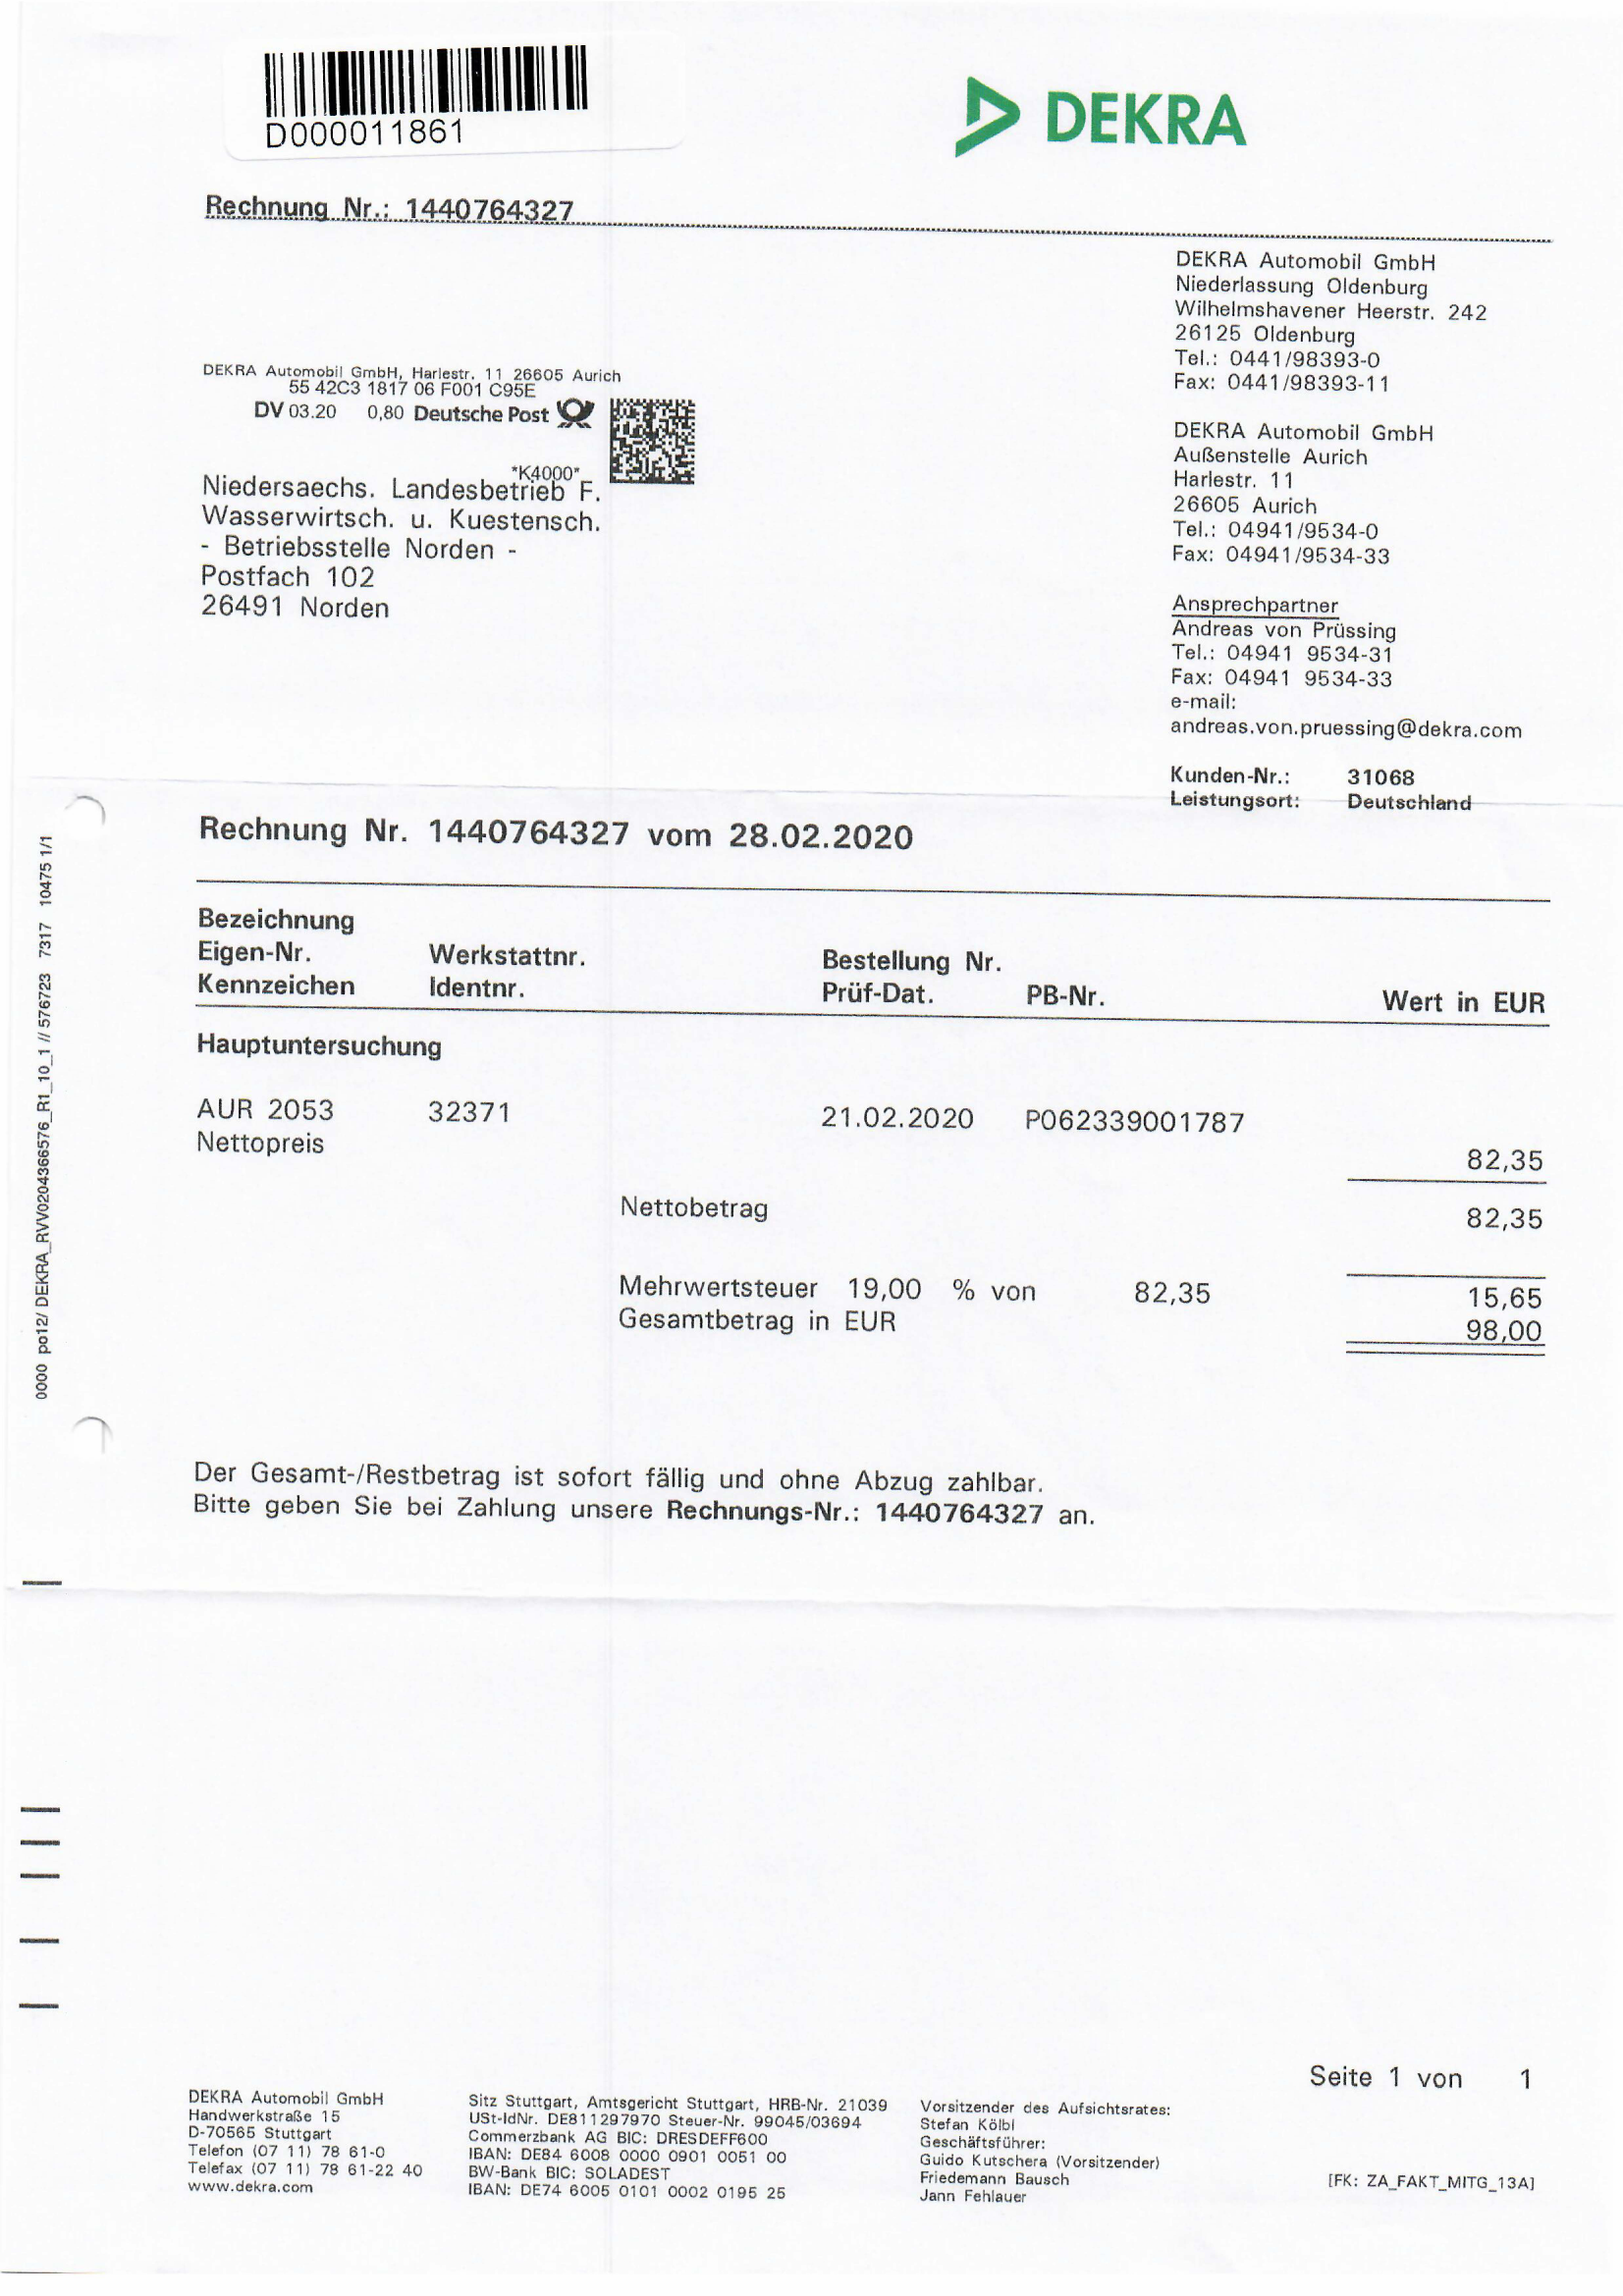 D000011861
DEKRA
Rechnung Nr.: 1440764327
DEKRA Automobil GmbH
Niederlassung Oldenburg
Wilhelmshavener Heerstr. 242
26125 Oldenburg
Tel.: 0441/98393-0
Fax: 0441/98393-11
DEKRA Automobil GmbH
Außenstelle Aurich
Harlestr. 11
26605 Aurich
Tel.: 04941/9534-0
Fax: 04941/9534-33
Ansprechpartner
Andreas von Prüssing
Tel.: 04941 9534-31
Fax: 04941 9534-33
e-mail:
andreas.von.pruessing@dekra.com
Kunden-Nr.: 31068
Leistungsort: Deutschland
DEKRA Automobil GmbH, Harlestr. 11 26605 Aurich
55 42C3 1817 06 F001 C95E
DV 03.20 0,80 Deutsche Post
*K4000*
Niedersaechs. Landesbetrieb F.
Wasserwirtsch. u. Kuestensch.
- Betriebsstelle Norden -
Postfach 102
26491 Norden
Rechnung Nr. 1440764327 vom 28.02.2020
Bezeichnung
Eigen-Nr. Werkstattnr. Bestellung Nr.
Kennzeichen Identnr. Prüf-Dat. PB-Nr. Wert in EUR
Hauptuntersuchung
AUR 2053 32371 21.02.2020 P062339001787
Nettopreis 82,35
Nettobetrag 82,35
Mehrwertsteuer 19,00 % von 82,35 15,65
Gesamtbetrag in EUR 98,00
Der Gesamt-/Restbetrag ist sofort fällig und ohne Abzug zahlbar.
Bitte geben Sie bei Zahlung unsere Rechnungs-Nr.: 1440764327 an.
0000 po12/ DEKRA_RVV0204366576_R1_10_1 // 576723 7317 10475 1/1
Seite 1 von 1
DEKRA Automobil GmbH
Handwerkstraße 15
D-70565 Stuttgart
Telefon (07 11) 78 61-0
Telefax (07 11) 78 61-22 40
www.dekra.com
Sitz Stuttgart, Amtsgericht Stuttgart, HRB-Nr. 21039
USt-IdNr. DE811297970 Steuer-Nr. 99045/03694
Commerzbank AG BIC: DRESDEFF600
IBAN: DE84 6008 0000 0901 0051 00
BW-Bank BIC: SOLADEST
IBAN: DE74 6005 0101 0002 0195 25
Vorsitzender des Aufsichtsrates:
Stefan Kölbl
Geschäftsführer:
Guido Kutschera (Vorsitzender)
Friedemann Bausch
Jann Fehlauer
[FK: ZA_FAKT_MITG_13A]